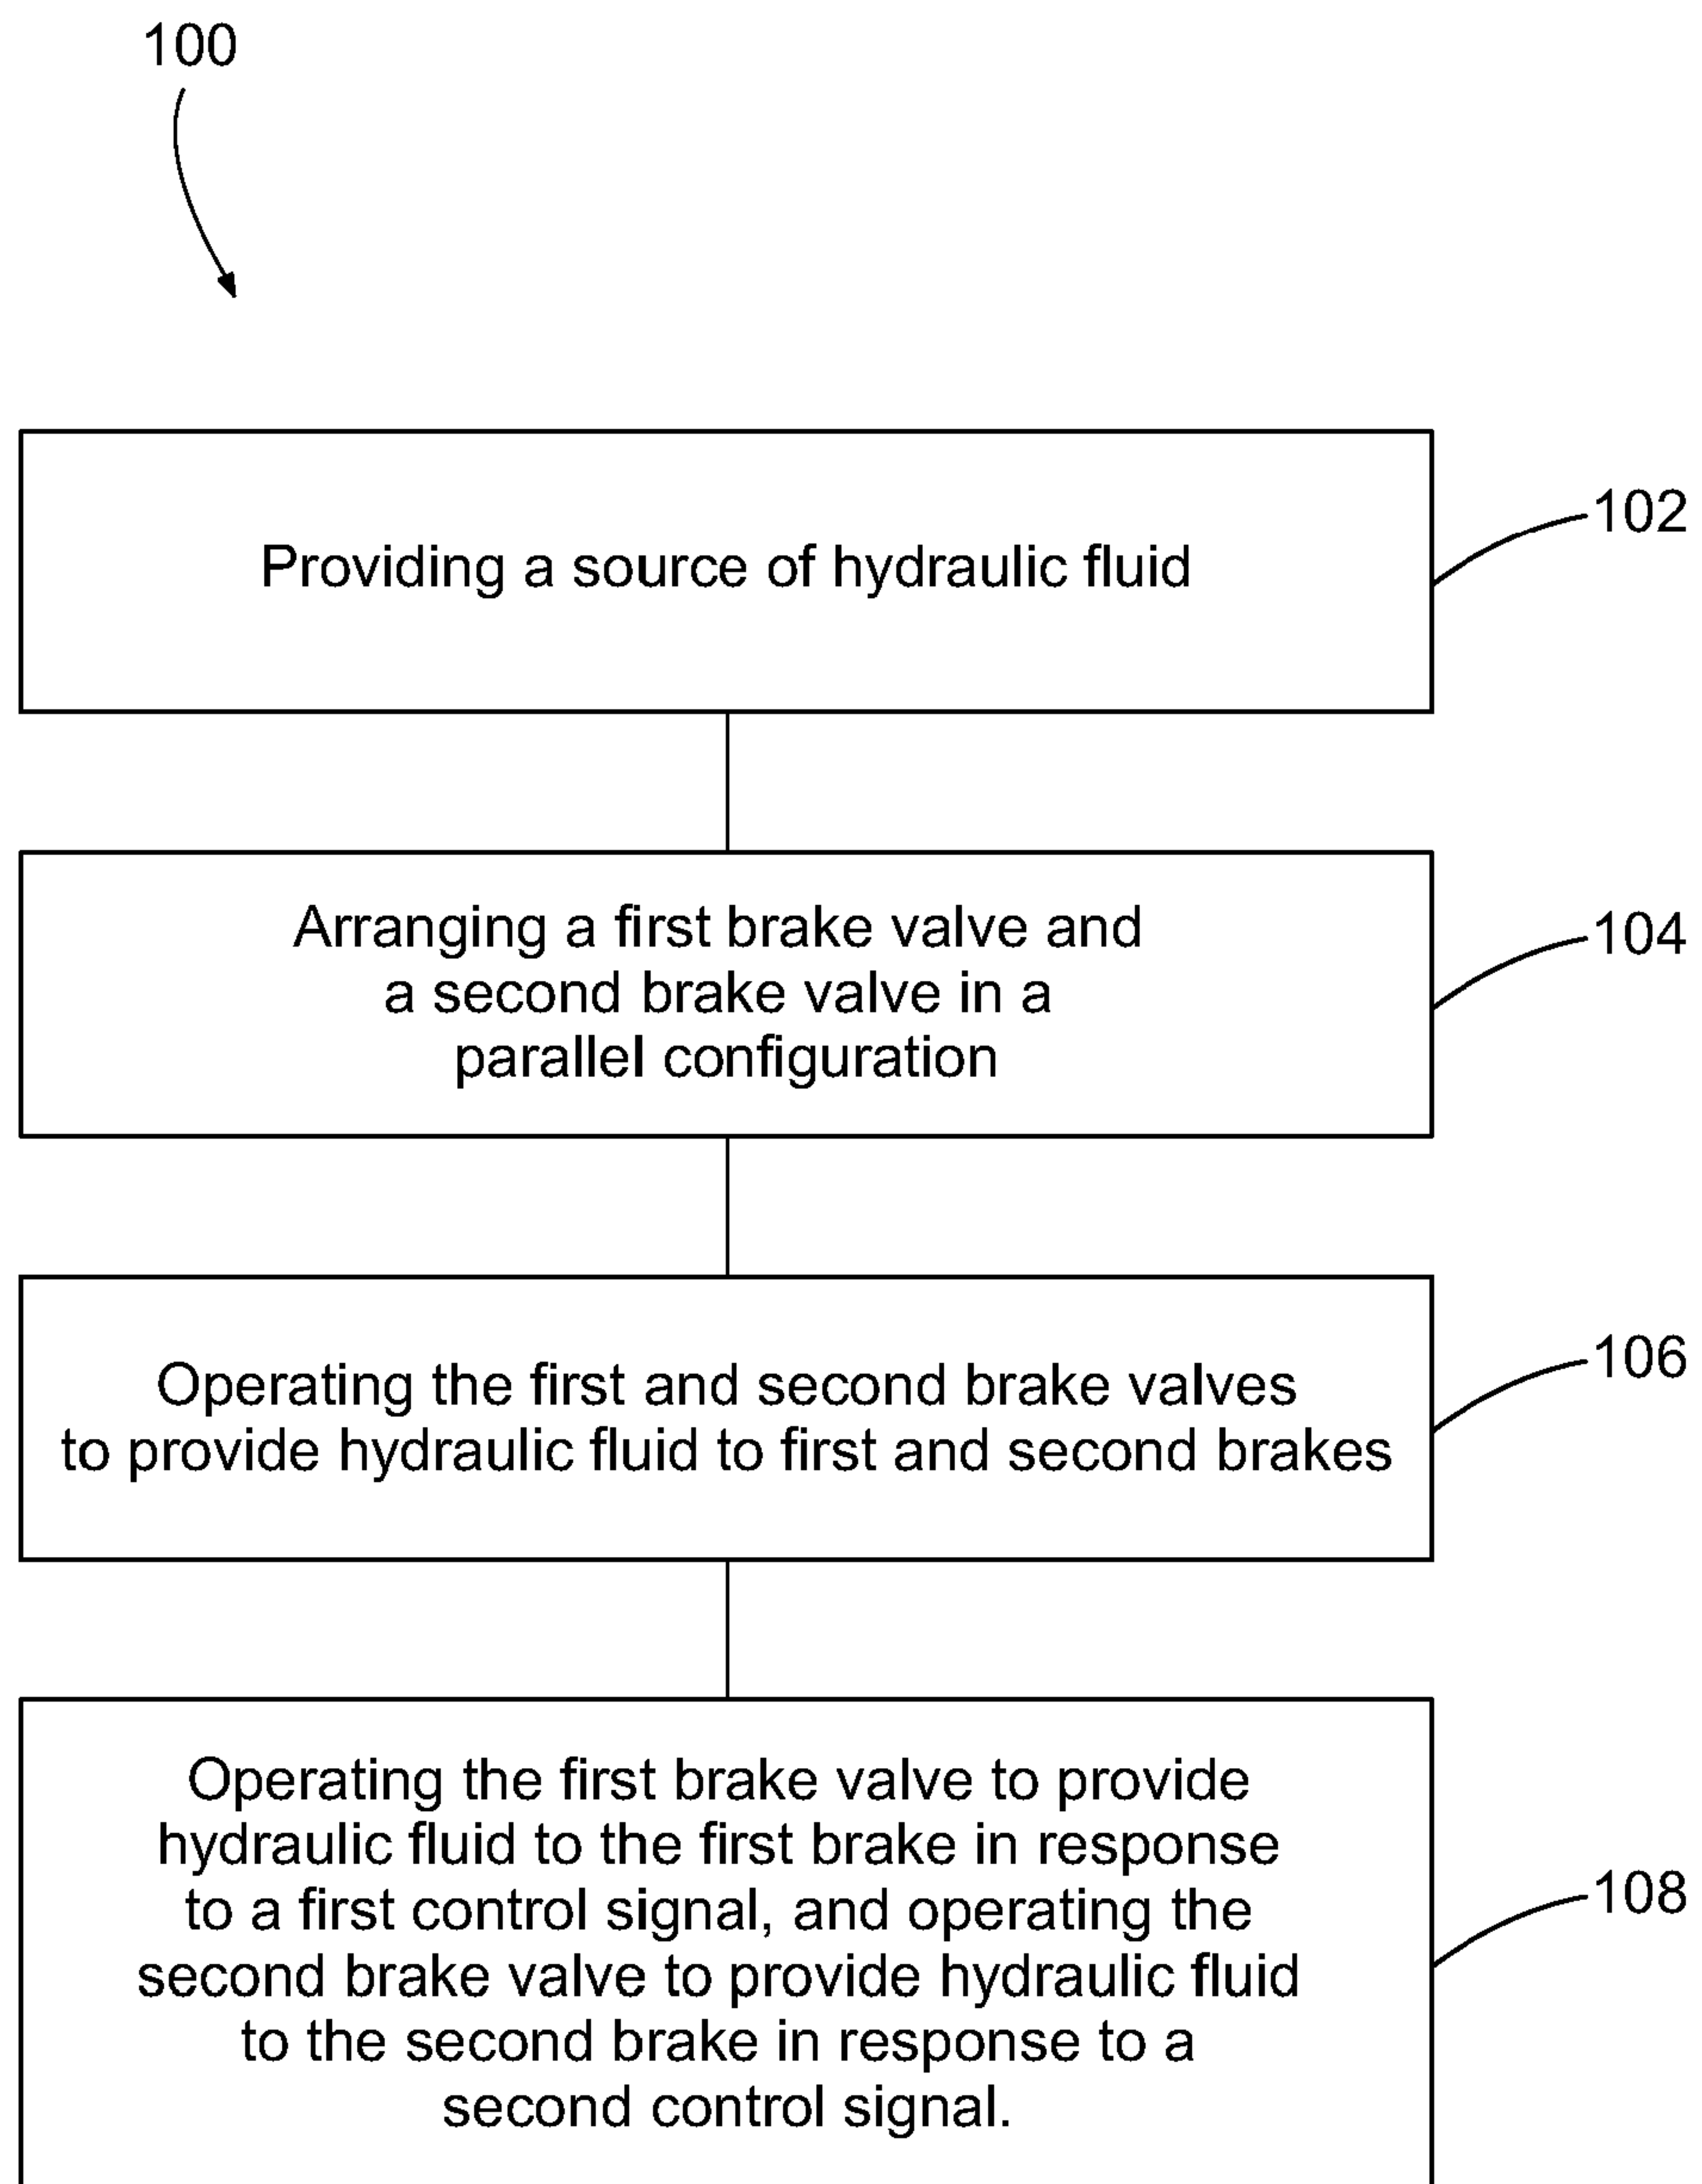 100
Providing a source of hydraulic fluid
102
Arranging a first brake valve and
a second brake valve in a
parallel configuration
104
Operating the first and second brake valves
to provide hydraulic fluid to first and second brakes
106
Operating the first brake valve to provide
hydraulic fluid to the first brake in response
to a first control signal, and operating the
second brake valve to provide hydraulic fluid
to the second brake in response to a
second control signal.
108